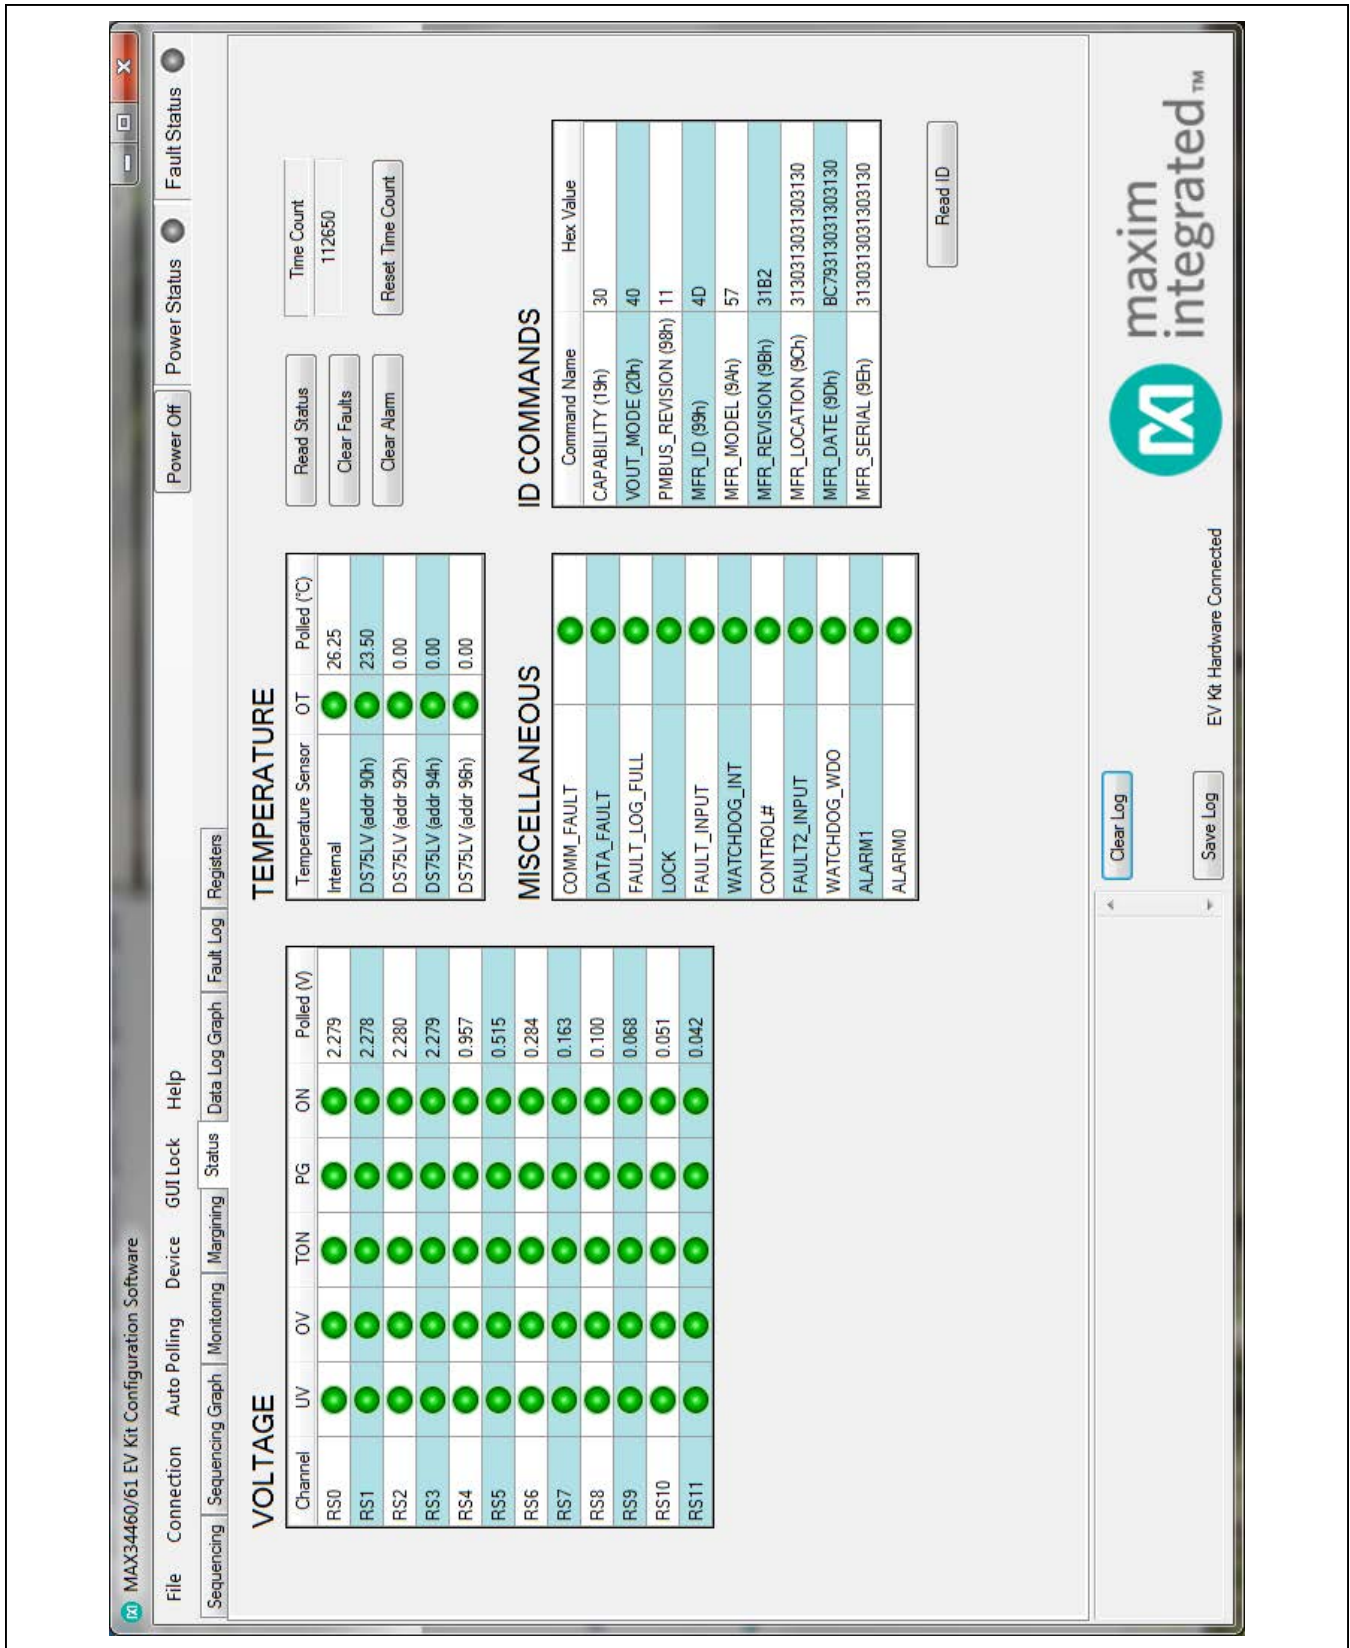 MAX34460/61 EV Kit Configuration Software
File Connection Auto Polling Device GUI Lock Help
Power Off Power Status Fault Status
Sequencing Sequencing Graph Monitoring Margining Status Data Log Graph Fault Log Registers
VOLTAGE
Channel UV OV TON PG ON Polled (V)
RS0 2.279
RS1 2.278
RS2 2.280
RS3 2.279
RS4 0.957
RS5 0.515
RS6 0.284
RS7 0.163
RS8 0.100
RS9 0.068
RS10 0.051
RS11 0.042
TEMPERATURE
Temperature Sensor OT Polled (°C)
Internal 26.25
DS75LV (addr 90h) 23.50
DS75LV (addr 92h) 0.00
DS75LV (addr 94h) 0.00
DS75LV (addr 96h) 0.00
Read Status
Clear Faults
Clear Alarm
Time Count
112650
Reset Time Count
MISCELLANEOUS
COMM_FAULT
DATA_FAULT
FAULT_LOG_FULL
LOCK
FAULT_INPUT
WATCHDOG_INT
CONTROL#
FAULT2_INPUT
WATCHDOG_WDO
ALARM1
ALARM0
ID COMMANDS
Command Name Hex Value
CAPABILITY (19h) 30
VOUT_MODE (20h) 40
PMBUS_REVISION (98h) 11
MFR_ID (99h) 4D
MFR_MODEL (9Ah) 57
MFR_REVISION (9Bh) 31B2
MFR_LOCATION (9Ch) 3130313031303130
MFR_DATE (9Dh) BC79313031303130
MFR_SERIAL (9Eh) 3130313031303130
Read ID
Clear Log
Save Log
EV Kit Hardware Connected
maxim
integrated™